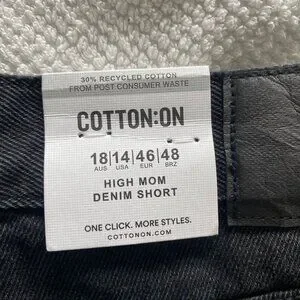 30% RECYCLED COTTON
FROM POST CONSUMER WASTE
COTTON:ON
18|14|46|48
AUS USA EUR BRZ
HIGH MOM
DENIM SHORT
ONE CLICK. MORE STYLES.
COTTONON.COM